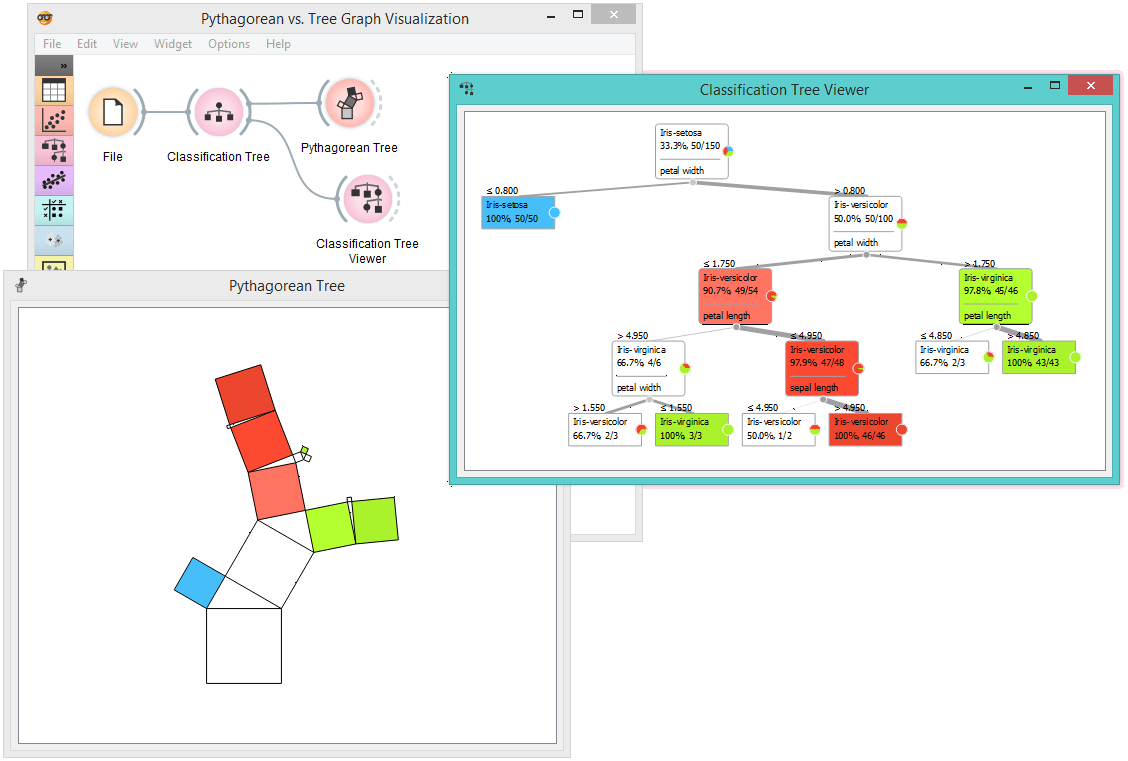 Pythagorean vs. Tree Graph Visualization
File Edit View Widget Options Help
»
File
Classification Tree
Pythagorean Tree
Classification Tree
Viewer
Classification Tree Viewer
Iris-setosa
33.3%, 50/150
petal width
≤ 0.800
> 0.800
Iris-setosa
100%, 50/50
Iris-versicolor
50.0%, 50/100
petal width
≤ 1.750
> 1.750
Iris-versicolor
90.7%, 49/54
petal length
Iris-virginica
97.8%, 45/46
petal length
> 4.950
≤ 4.950
≤ 4.850
> 4.850
Iris-virginica
66.7%, 4/6
petal width
Iris-versicolor
97.9%, 47/48
sepal length
Iris-virginica
66.7%, 2/3
Iris-virginica
100%, 43/43
> 1.550
≤ 1.550
≤ 4.950
> 4.950
Iris-versicolor
66.7%, 2/3
Iris-virginica
100%, 3/3
Iris-versicolor
50.0%, 1/2
Iris-versicolor
100%, 46/46
Pythagorean Tree